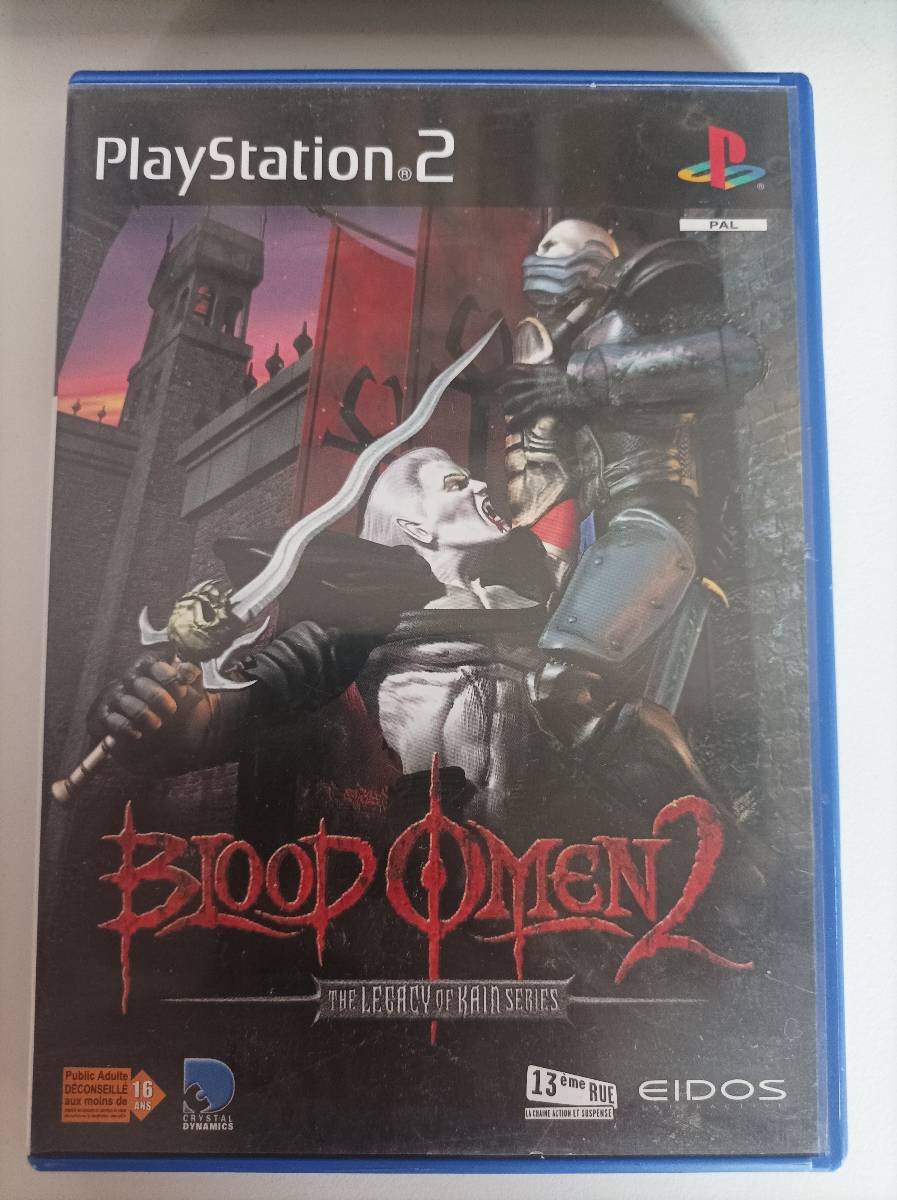 PlayStation®2
PAL
BLOOD OMEN 2
THE LEGACY OF KAIN SERIES
Public Adulte
DÉCONSEILLÉ
aux moins de
16
ANS
CRYSTAL
DYNAMICS
13ème RUE
LA CHAINE ACTION ET SUSPENSE
EIDOS